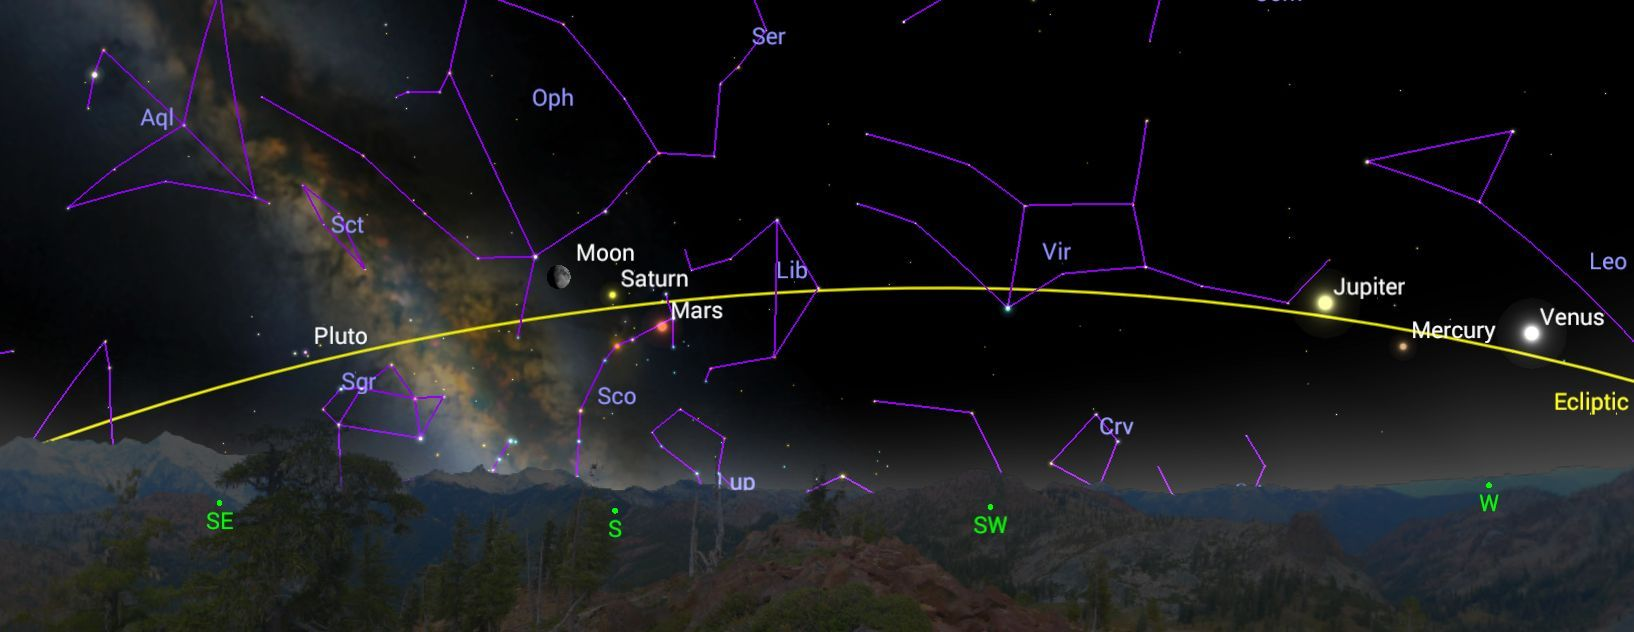 Ser
Oph
Aql
Sct
Moon
Saturn
Lib
Vir
Leo
Jupiter
Mars
Venus
Mercury
Pluto
Sgr
Sco
Ecliptic
Crv
up
SE
S
SW
W